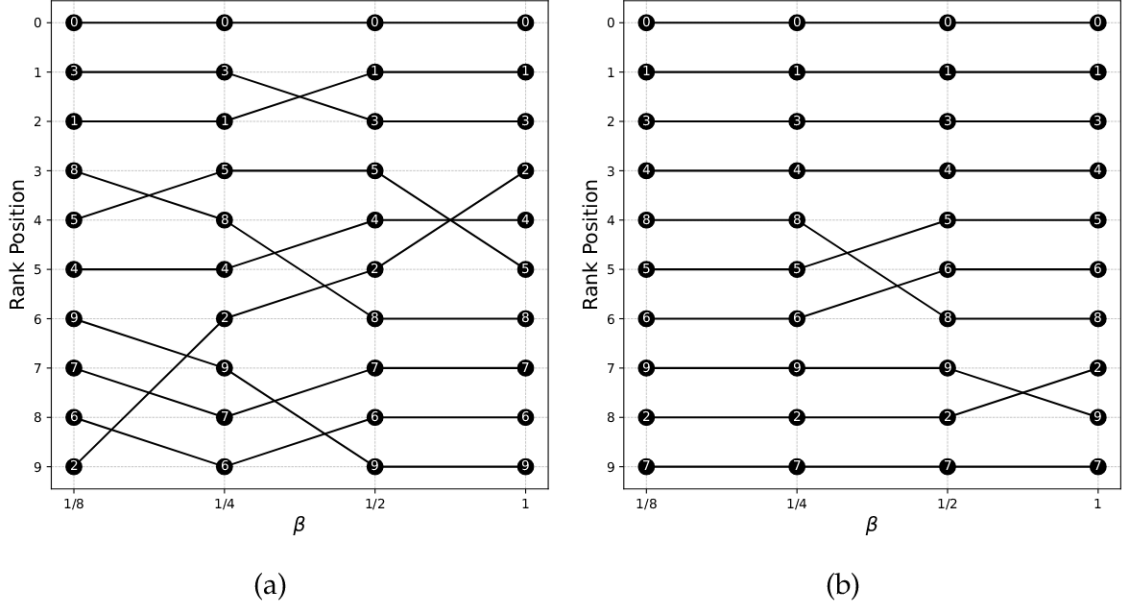 0 0 0 0 0
1 3 3 1 1
2 1 1 3 3
3 8 5 5 2
4 5 8 4 4
5 4 4 2 5
6 9 2 8 8
7 7 9 7 7
8 6 7 6 6
9 2 6 9 9
Rank Position
1/8 1/4 1/2 1
β
(a)
0 0 0 0 0
1 1 1 1 1
2 3 3 3 3
3 4 4 4 4
4 8 8 5 5
5 5 5 6 6
6 6 6 8 8
7 9 9 9 2
8 2 2 2 9
9 7 7 7 7
Rank Position
1/8 1/4 1/2 1
β
(b)